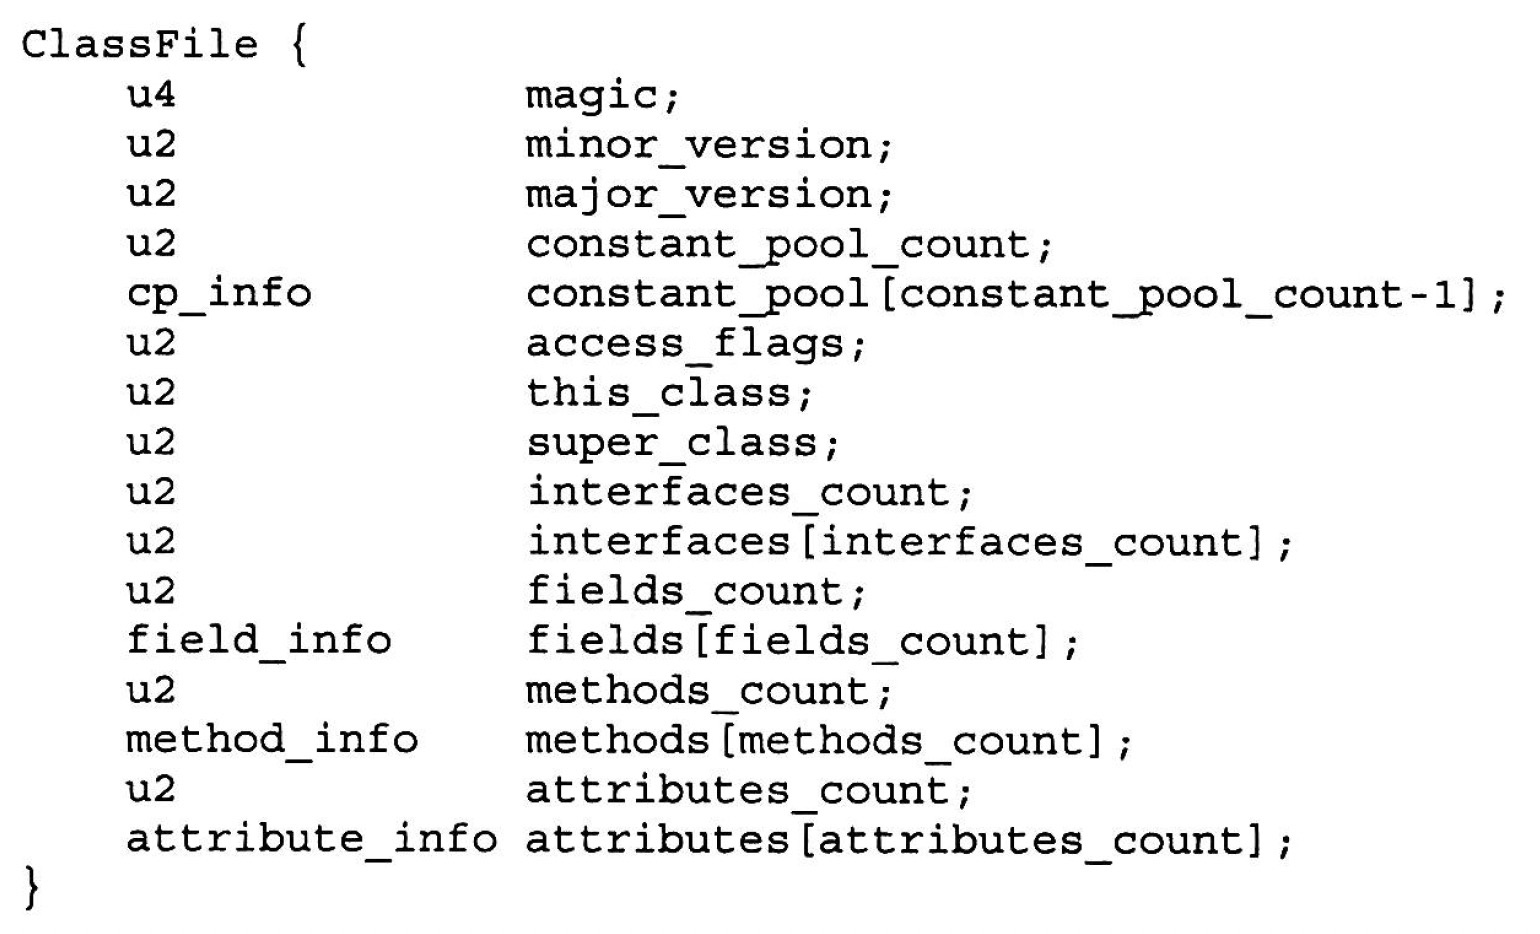 ClassFile {
    u4             magic;
    u2             minor_version;
    u2             major_version;
    u2             constant_pool_count;
    cp_info        constant_pool[constant_pool_count-1];
    u2             access_flags;
    u2             this_class;
    u2             super_class;
    u2             interfaces_count;
    u2             interfaces[interfaces_count];
    u2             fields_count;
    field_info     fields[fields_count];
    u2             methods_count;
    method_info    methods[methods_count];
    u2             attributes_count;
    attribute_info attributes[attributes_count];
}